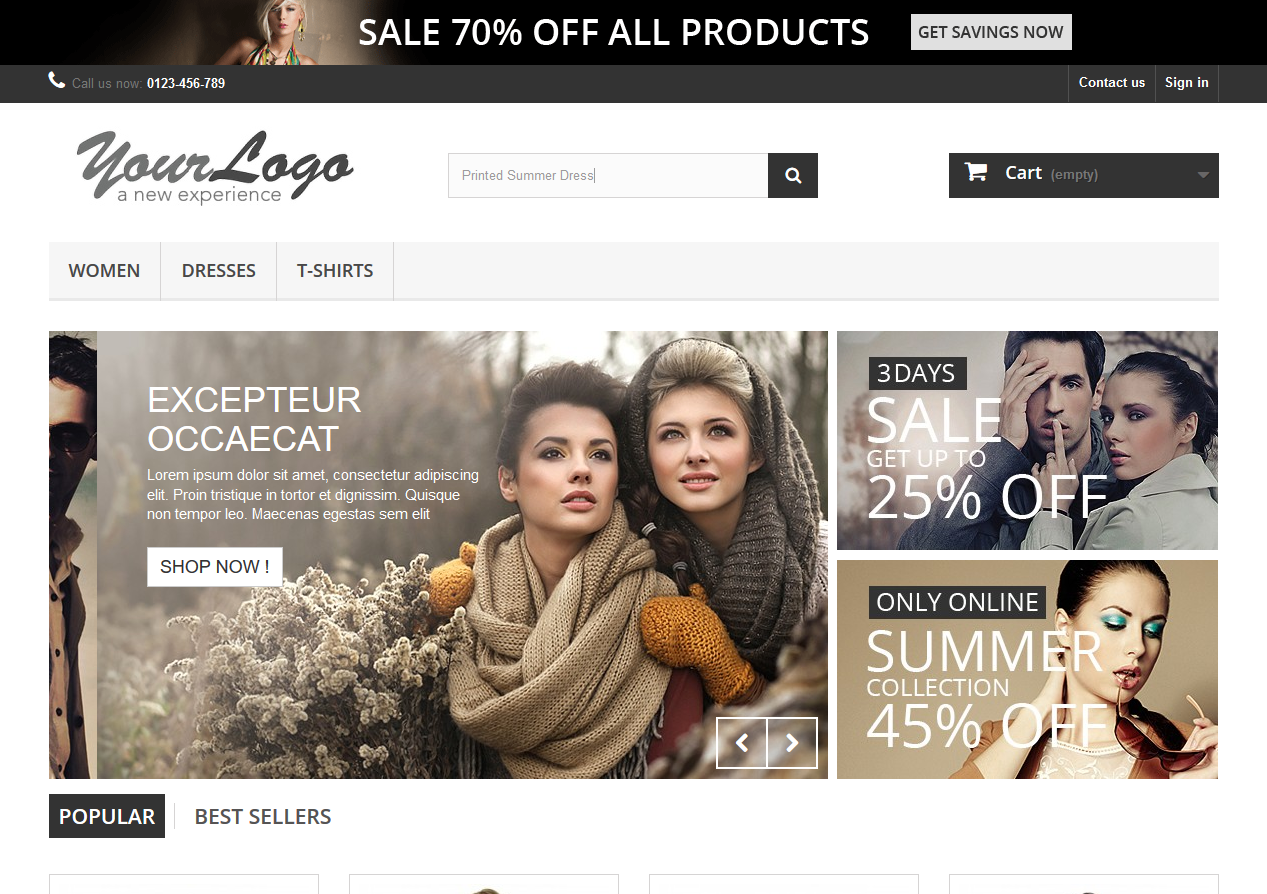 SALE 70% OFF ALL PRODUCTS
GET SAVINGS NOW
Call us now: 0123-456-789
Contact us
Sign in
YourLogo
a new experience
Printed Summer Dress
Cart (empty)
WOMEN
DRESSES
T-SHIRTS
EXCEPTEUR
OCCAECAT
Lorem ipsum dolor sit amet, consectetur adipiscing
elit. Proin tristique in tortor et dignissim. Quisque
non tempor leo. Maecenas egestas sem elit
SHOP NOW !
3 DAYS
SALE
GET UP TO
25% OFF
ONLY ONLINE
SUMMER
COLLECTION
45% OFF
POPULAR
BEST SELLERS